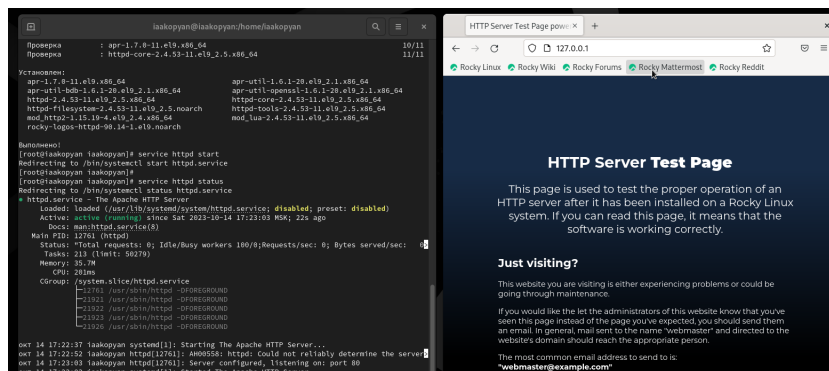 iaakopyan@iaakopyan:/home/iaakopyan
Проверка : apr-1.7.0-11.el9.x86_64 10/11
Проверка : httpd-core-2.4.53-11.el9_2.5.x86_64 11/11
Установлен:
apr-1.7.0-11.el9.x86_64 apr-util-1.6.1-20.el9_2.1.x86_64
apr-util-bdb-1.6.1-20.el9_2.1.x86_64 apr-util-openssl-1.6.1-20.el9_2.1.x86_64
httpd-2.4.53-11.el9_2.5.x86_64 httpd-core-2.4.53-11.el9_2.5.x86_64
httpd-filesystem-2.4.53-11.el9_2.5.noarch httpd-tools-2.4.53-11.el9_2.5.x86_64
mod_http2-1.15.19-4.el9_2.4.x86_64 mod_lua-2.4.53-11.el9_2.5.x86_64
rocky-logos-httpd-90.14-1.el9.noarch
Выполнено!
[root@iaakopyan iaakopyan]# service httpd start
Redirecting to /bin/systemctl start httpd.service
[root@iaakopyan iaakopyan]#
[root@iaakopyan iaakopyan]# service httpd status
Redirecting to /bin/systemctl status httpd.service
● httpd.service - The Apache HTTP Server
Loaded: loaded (/usr/lib/systemd/system/httpd.service; disabled; preset: disabled)
Active: active (running) since Sat 2023-10-14 17:23:03 MSK; 22s ago
Docs: man:httpd.service(8)
Main PID: 12761 (httpd)
Status: "Total requests: 0; Idle/Busy workers 100/0;Requests/sec: 0; Bytes served/sec: 0>
Tasks: 213 (limit: 50279)
Memory: 35.7M
CPU: 201ms
CGroup: /system.slice/httpd.service
├─12761 /usr/sbin/httpd -DFOREGROUND
├─21921 /usr/sbin/httpd -DFOREGROUND
├─21922 /usr/sbin/httpd -DFOREGROUND
├─21923 /usr/sbin/httpd -DFOREGROUND
└─21926 /usr/sbin/httpd -DFOREGROUND
окт 14 17:22:37 iaakopyan systemd[1]: Starting The Apache HTTP Server...
окт 14 17:22:52 iaakopyan httpd[12761]: AH00558: httpd: Could not reliably determine the server>
окт 14 17:23:03 iaakopyan httpd[12761]: Server configured, listening on: port 80
HTTP Server Test Page pow
127.0.0.1
Rocky Linux Rocky Wiki Rocky Forums Rocky Mattermost Rocky Reddit
HTTP Server Test Page
This page is used to test the proper operation of an
HTTP server after it has been installed on a Rocky Linux
system. If you can read this page, it means that the
software is working correctly.
Just visiting?
This website you are visiting is either experiencing problems or could be
going through maintenance.
If you would like the let the administrators of this website know that you've
seen this page instead of the page you've expected, you should send them
an email. In general, mail sent to the name "webmaster" and directed to the
website's domain should reach the appropriate person.
The most common email address to send to is:
"webmaster@example.com"